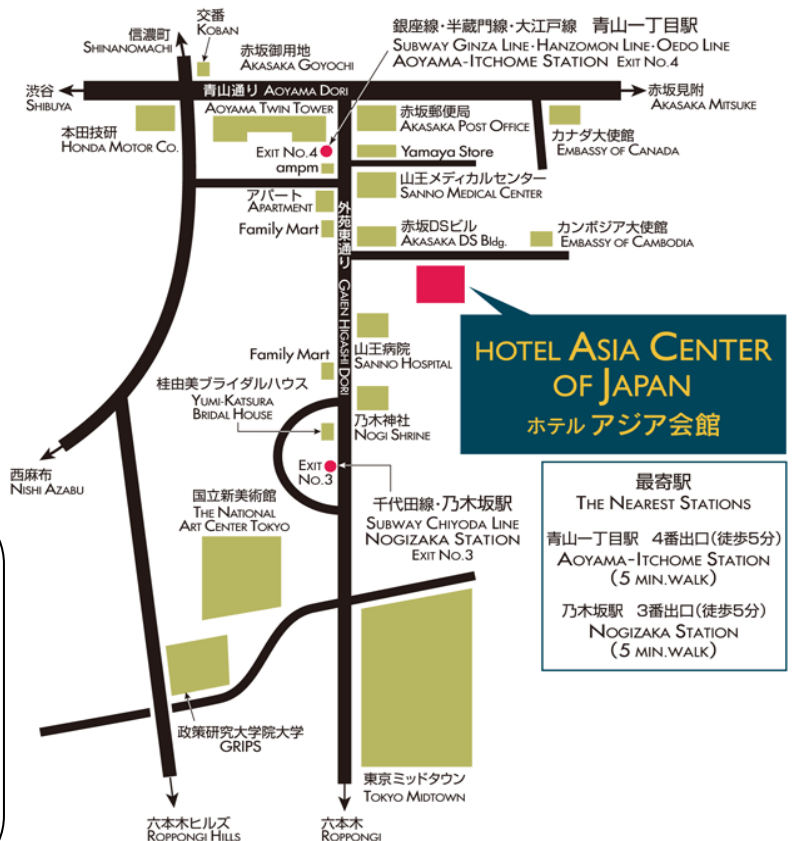 信濃町
SHINANOMACHI
交番
KOBAN
赤坂御用地
AKASAKA GOYOCHI
銀座線・半蔵門線・大江戸線 青山一丁目駅
SUBWAY GINZA LINE・HANZOMON LINE・OEDO LINE
AOYAMA-ITCHOME STATION EXIT NO.4
渋谷
SHIBUYA
青山通り AOYAMA DORI
赤坂見附
AKASAKA MITSUKE
本田技研
HONDA MOTOR CO.
AOYAMA TWIN TOWER
赤坂郵便局
AKASAKA POST OFFICE
カナダ大使館
EMBASSY OF CANADA
EXIT NO.4
ampm
Yamaya Store
山王メディカルセンター
SANNO MEDICAL CENTER
アパート
APARTMENT
Family Mart
外苑東通り GAIEN HIGASHI DORI
赤坂DSビル
AKASAKA DS Bldg.
カンボジア大使館
EMBASSY OF CAMBODIA
HOTEL ASIA CENTER
OF JAPAN
ホテル アジア会館
山王病院
SANNO HOSPITAL
Family Mart
桂由美ブライダルハウス
YUMI-KATSURA
BRIDAL HOUSE
乃木神社
NOGI SHRINE
EXIT
NO.3
西麻布
NISHI AZABU
国立新美術館
THE NATIONAL
ART CENTER TOKYO
千代田線・乃木坂駅
SUBWAY CHIYODA LINE
NOGIZAKA STATION
EXIT NO.3
最寄駅
THE NEAREST STATIONS
青山一丁目駅 4番出口(徒歩5分)
AOYAMA-ITCHOME STATION
(5 MIN.WALK)
乃木坂駅 3番出口(徒歩5分)
NOGIZAKA STATION
(5 MIN.WALK)
政策研究大学院大学
GRIPS
東京ミッドタウン
TOKYO MIDTOWN
六本木ヒルズ
ROPPONGI HILLS
六本木
ROPPONGI